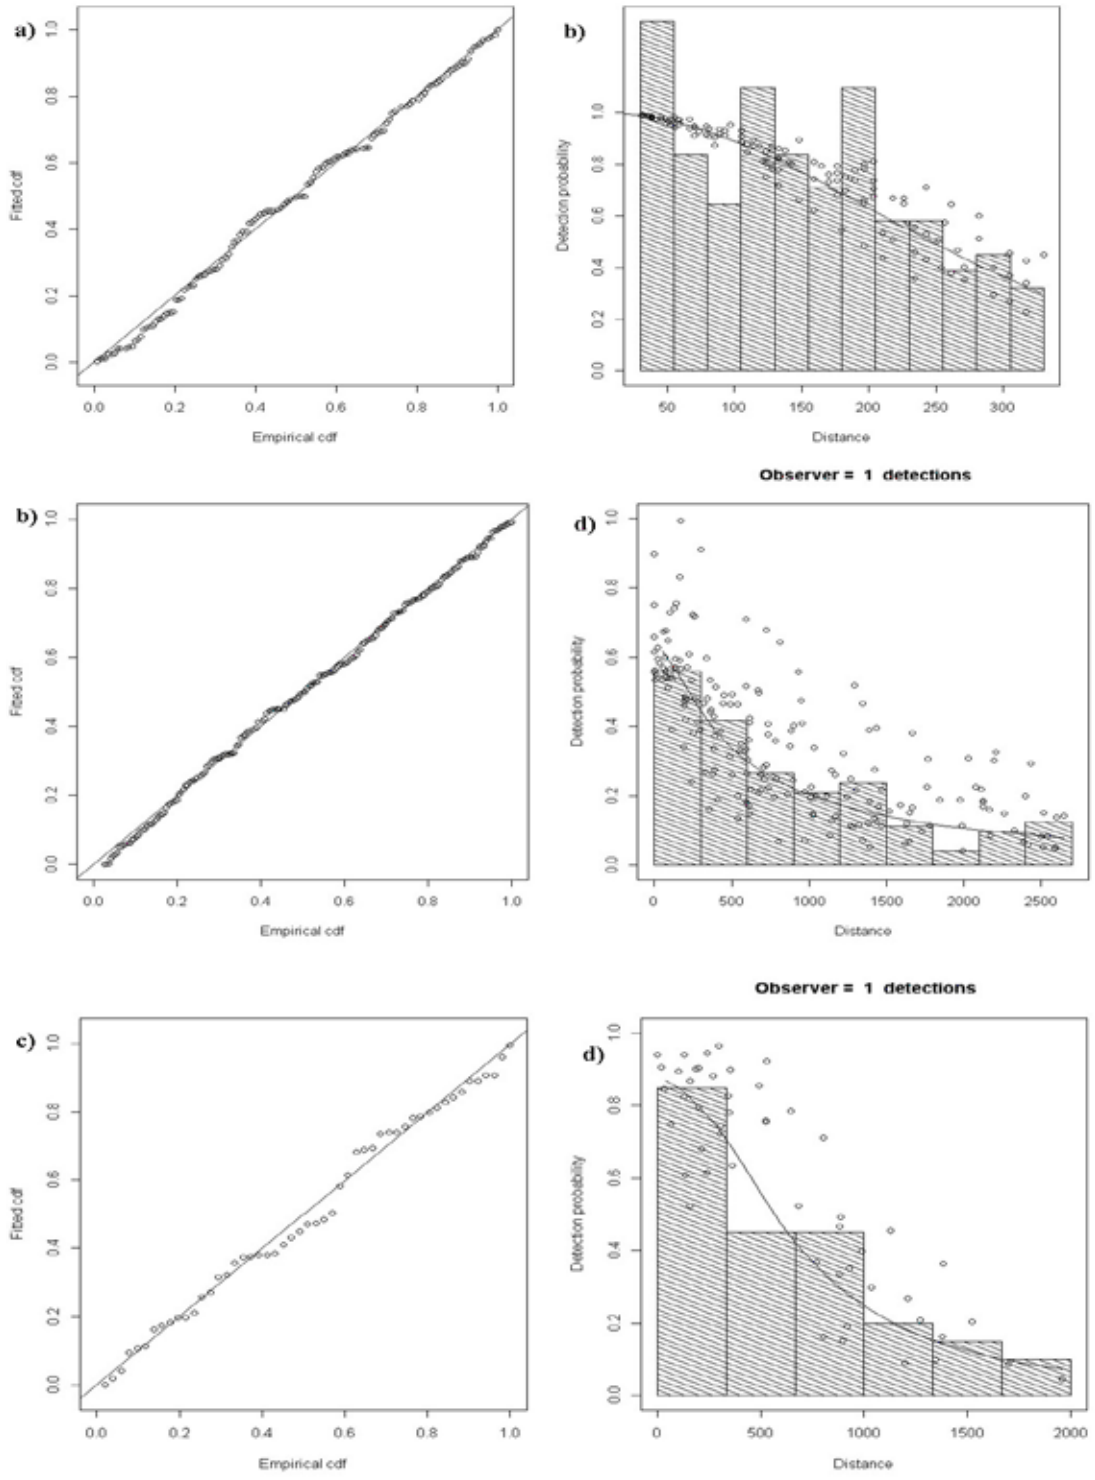 a)
Fitted cdf
0.0 0.2 0.4 0.6 0.8 1.0
0.0 0.2 0.4 0.6 0.8 1.0
Empirical cdf
b)
Detection probability
0.0 0.2 0.4 0.6 0.8 1.0
50 100 150 200 250 300
Distance
b)
Fitted cdf
0.0 0.2 0.4 0.6 0.8 1.0
0.0 0.2 0.4 0.6 0.8 1.0
Empirical cdf
Observer = 1 detections
d)
Detection probability
0.0 0.2 0.4 0.6 0.8 1.0
0 500 1000 1500 2000 2500
Distance
c)
Fitted cdf
0.0 0.2 0.4 0.6 0.8 1.0
0.0 0.2 0.4 0.6 0.8 1.0
Empirical cdf
Observer = 1 detections
d)
Detection probability
0.0 0.2 0.4 0.6 0.8 1.0
0 500 1000 1500 2000
Distance